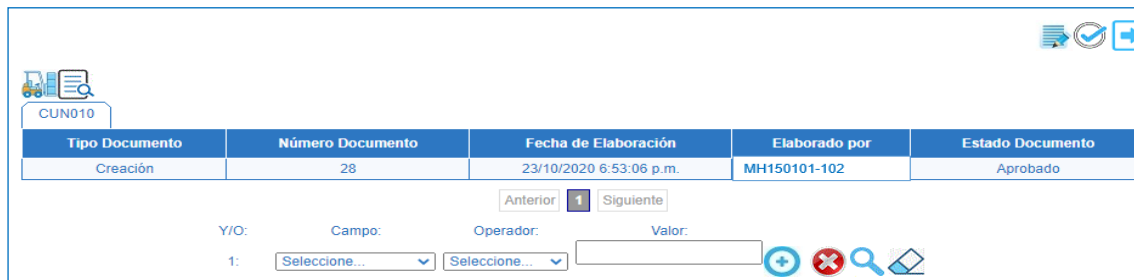 CUN010
Tipo Documento Número Documento Fecha de Elaboración Elaborado por Estado Documento
Creación 28 23/10/2020 6:53:06 p.m. MH150101-102 Aprobado
Anterior 1 Siguiente
Y/O: Campo: Operador: Valor:
1: Seleccione... Seleccione...